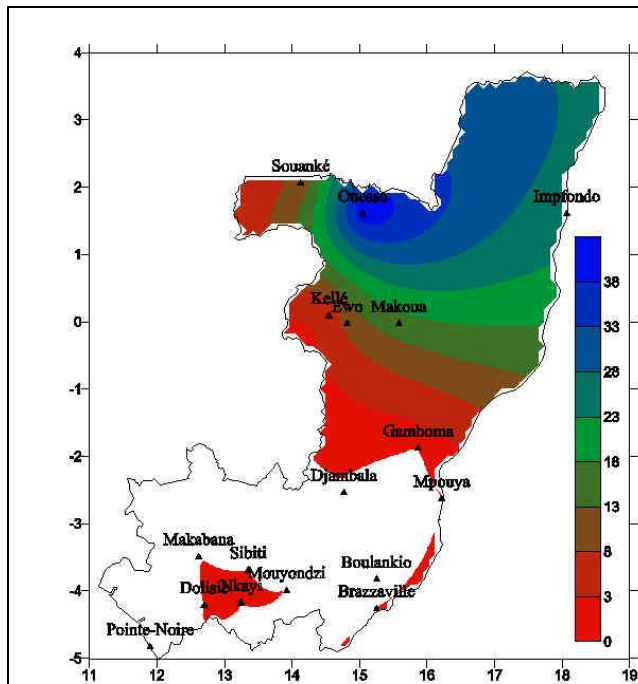 4
3
Souanké
2
Ouesso
Impfondo
1
38
Kellé
Ewo
Makoua
0
33
28
-1
23
Gamboma
18
-2
Djambala
Mpouya
13
-3
Makabana
Sibiti
Boulankio
8
Mouyondzi
-4
Dolisie
Nkayi
Brazzaville
3
Pointe-Noire
0
-5
11 12 13 14 15 16 17 18 19